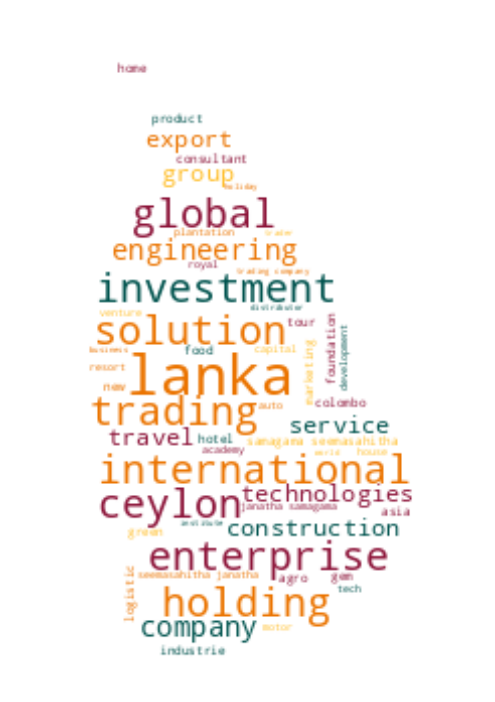 home
product
export
consultant
group
holiday
global
plantation
trader
engineering
royal
trading company
investment
distributor
venture
solution
tour
foundation
development
business
food
capital
marketing
resort
lanka
new
trading
auto
colombo
service
travel
hotel
samagama seemasahitha
academy
world
house
international
ceylon
technologies
janatha samagama
asia
institute
construction
green
enterprise
seemasahitha janatha
agro
gem
tech
logistic
holding
company
motor
industrie